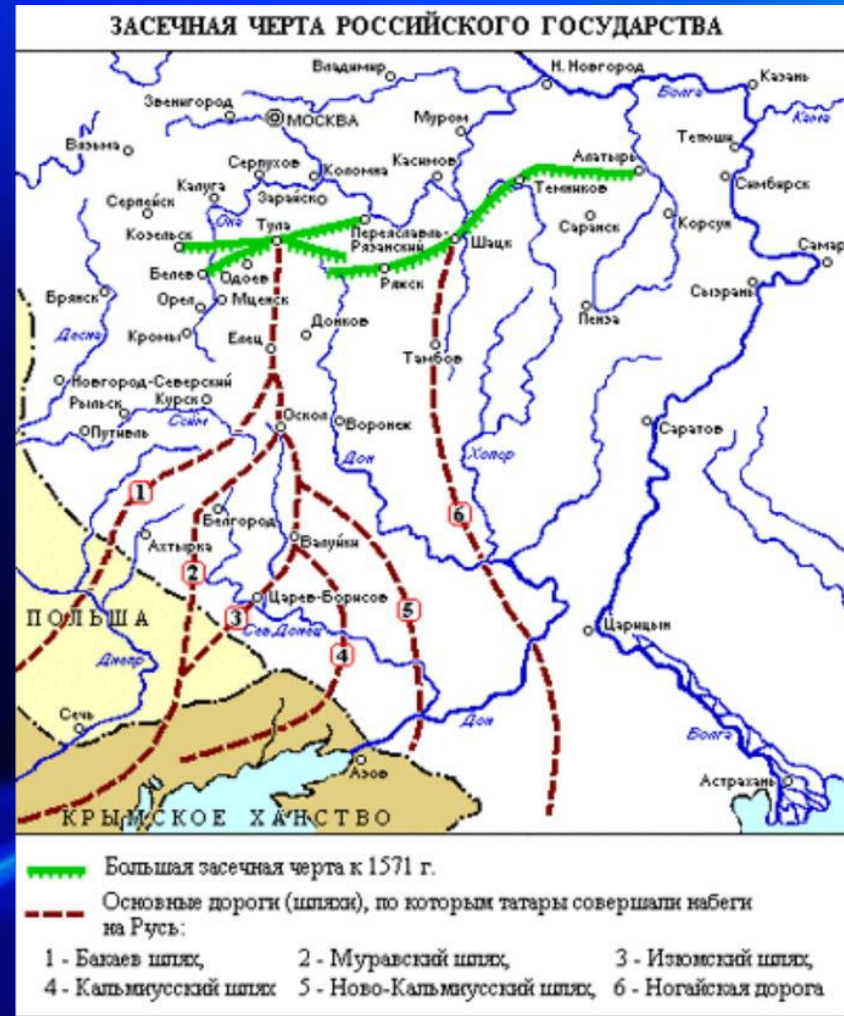 ЗАСЕЧНАЯ ЧЕРТА РОССИЙСКОГО ГОСУДАРСТВА
Владимир
Н. Новгород
Казань
Волга
Кама
Звенигород
МОСКВА
Муром
Тетюши
Вязьма
Серпухов
Коломна
Касимов
Алатырь
Симбирск
Калуга
Зарайск
Темников
Серпейск
Ока
Тула
Переяславль-
Рязанский
Саранск
Корсун
Козельск
Шацк
Самар
Белев
Одоев
Ряжск
Сызрань
Брянск
Орел
Мценск
Пенза
Десна
Кромы
Елец
Донков
Тамбов
Новгород-Северский
Рыльск
Курск
Оскол
Воронеж
Саратов
Путивль
Сейм
Дон
Хопор
1
Белгород
6
Ахтырка
Валуйки
2
Царев-Борисов
5
ПОЛЬША
3
Сев. Донец
Царицын
4
Днепр
Сечь
Дон
Волга
Азов
Астрахань
КРЫМСКОЕ ХАНСТВО
Большая засечная черта к 1571 г.
Основные дороги (шляхи), по которым татары совершали набеги
на Русь:
1 - Бакаев шлях, 2 - Муравский шлях, 3 - Изюмский шлях,
4 - Кальмиусский шлях 5 - Ново-Кальмиусский шлях, 6 - Ногайская дорога